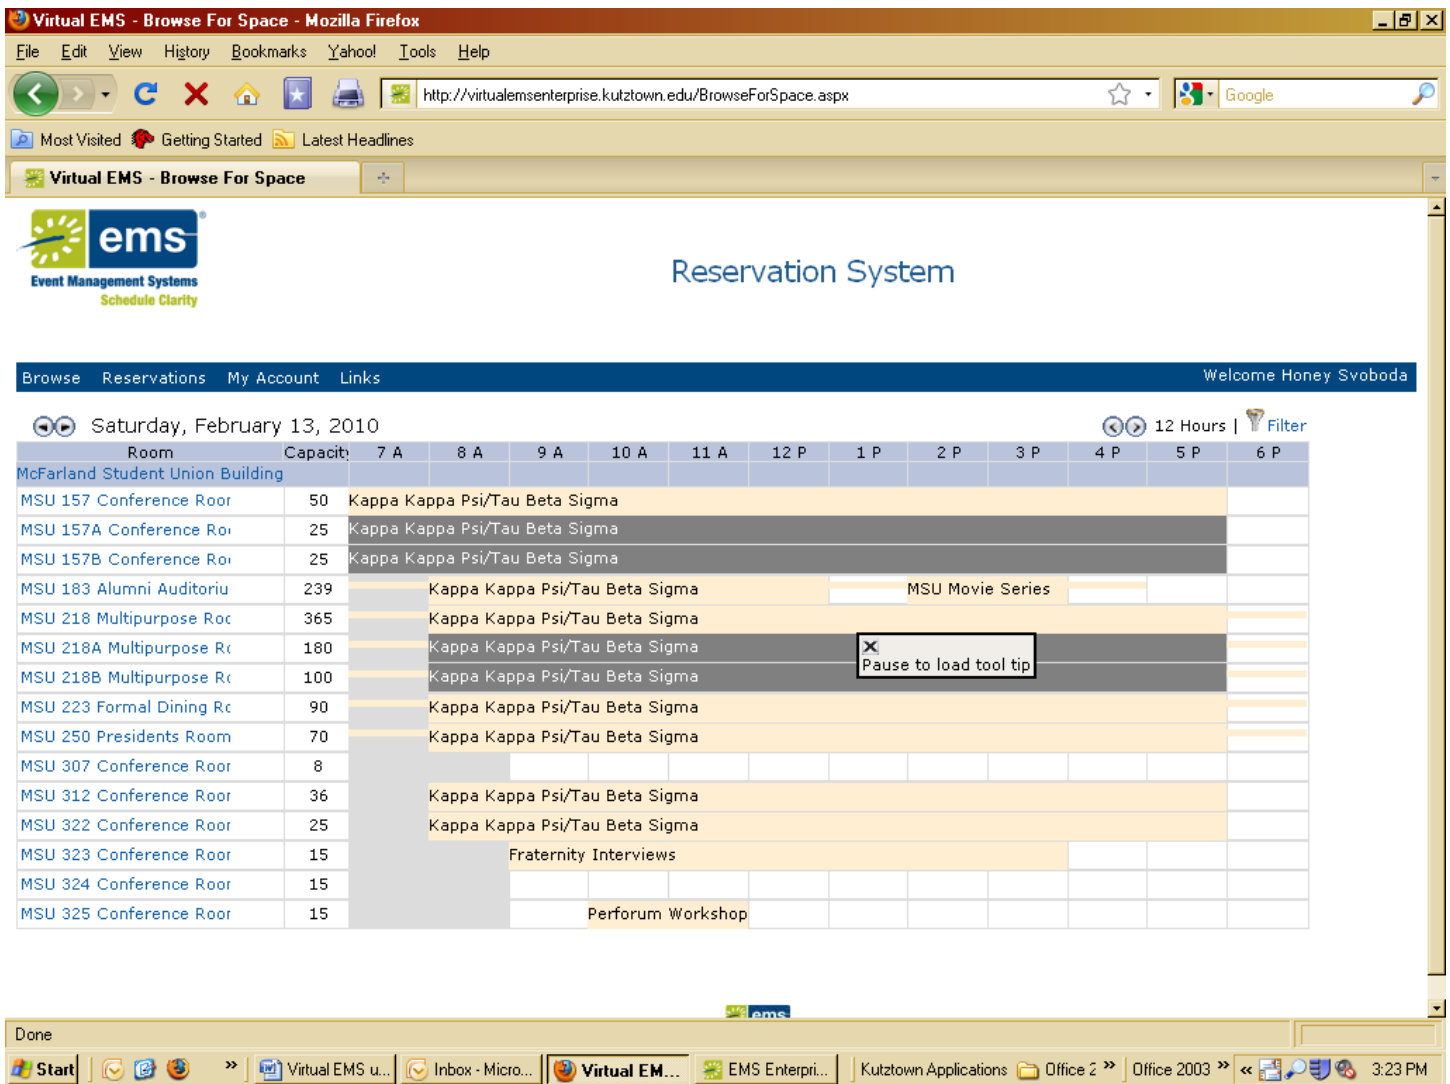 Virtual EMS - Browse For Space - Mozilla Firefox
File Edit View History Bookmarks Yahoo! Tools Help
http://virtualemsenterprise.kutztown.edu/BrowseForSpace.aspx Google
Most Visited Getting Started Latest Headlines
Virtual EMS - Browse For Space
ems®
Event Management Systems
Schedule Clarity
Reservation System
Browse Reservations My Account Links Welcome Honey Svoboda
Saturday, February 13, 2010 12 Hours | Filter
Room Capacity 7 A 8 A 9 A 10 A 11 A 12 P 1 P 2 P 3 P 4 P 5 P 6 P
McFarland Student Union Building
MSU 157 Conference Roor 50 Kappa Kappa Psi/Tau Beta Sigma
MSU 157A Conference Ro 25 Kappa Kappa Psi/Tau Beta Sigma
MSU 157B Conference Ro 25 Kappa Kappa Psi/Tau Beta Sigma
MSU 183 Alumni Auditoriu 239 Kappa Kappa Psi/Tau Beta Sigma MSU Movie Series
MSU 218 Multipurpose Roc 365 Kappa Kappa Psi/Tau Beta Sigma
MSU 218A Multipurpose Rc 180 Kappa Kappa Psi/Tau Beta Sigma
Pause to load tool tip
MSU 218B Multipurpose Rc 100 Kappa Kappa Psi/Tau Beta Sigma
MSU 223 Formal Dining Rc 90 Kappa Kappa Psi/Tau Beta Sigma
MSU 250 Presidents Room 70 Kappa Kappa Psi/Tau Beta Sigma
MSU 307 Conference Roor 8
MSU 312 Conference Roor 36 Kappa Kappa Psi/Tau Beta Sigma
MSU 322 Conference Roor 25 Kappa Kappa Psi/Tau Beta Sigma
MSU 323 Conference Roor 15 Fraternity Interviews
MSU 324 Conference Roor 15
MSU 325 Conference Roor 15 Perforum Workshop
ems
Done
Start » Virtual EMS u... Inbox - Micro... Virtual EM... EMS Enterpri... Kutztown Applications Office 2 » Office 2003 » « 3:23 PM